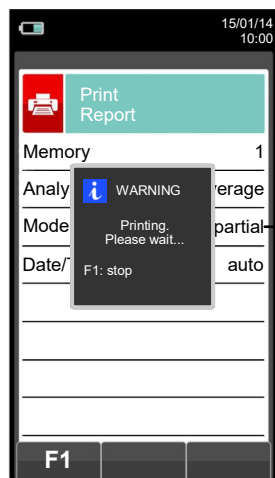 15/01/14
10:00
Print
Report
Memory 1
Analy verage
Mode partial
Date/ auto
i WARNING
Printing.
Please wait...
F1: stop
F1